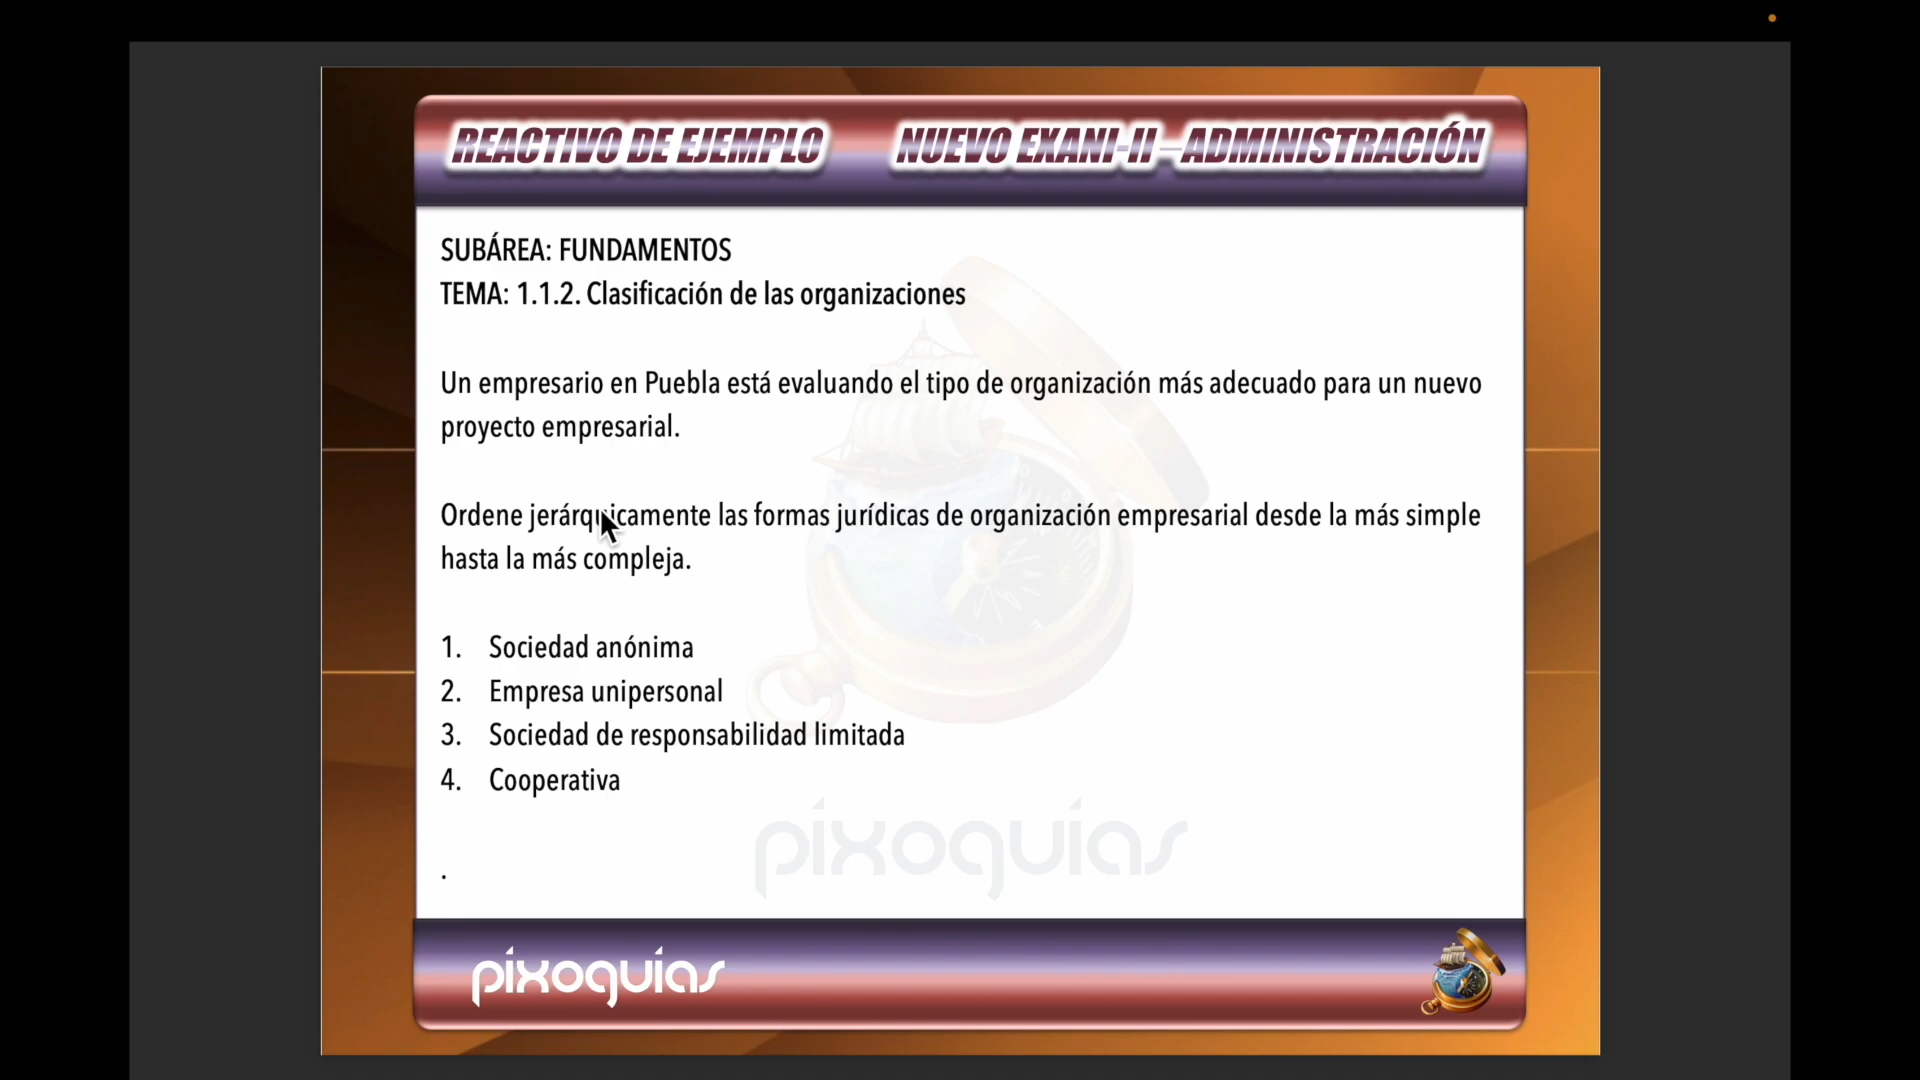 REACTIVO DE EJEMPLO NUEVO EXANI-II – ADMINISTRACIÓN
SUBÁREA: FUNDAMENTOS
TEMA: 1.1.2. Clasificación de las organizaciones
Un empresario en Puebla está evaluando el tipo de organización más adecuado para un nuevo
proyecto empresarial.
Ordene jerárquicamente las formas jurídicas de organización empresarial desde la más simple
hasta la más compleja.
1. Sociedad anónima
2. Empresa unipersonal
3. Sociedad de responsabilidad limitada
4. Cooperativa
pixoguias
.
pixoguias